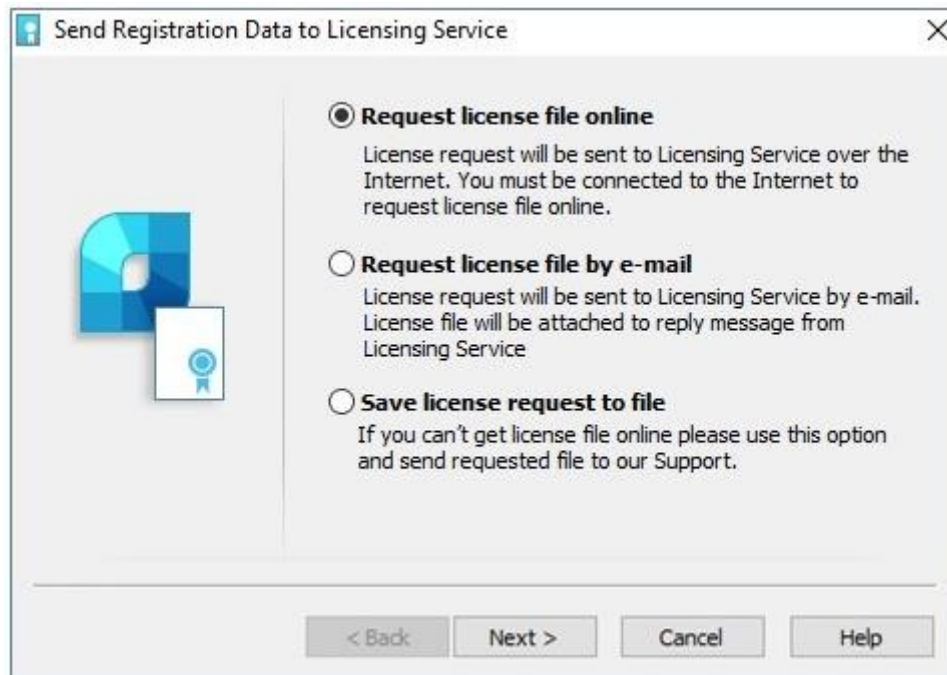 Send Registration Data to Licensing Service
Request license file online
License request will be sent to Licensing Service over the
Internet. You must be connected to the Internet to
request license file online.
Request license file by e-mail
License request will be sent to Licensing Service by e-mail.
License file will be attached to reply message from
Licensing Service
Save license request to file
If you can't get license file online please use this option
and send requested file to our Support.
< Back Next > Cancel Help